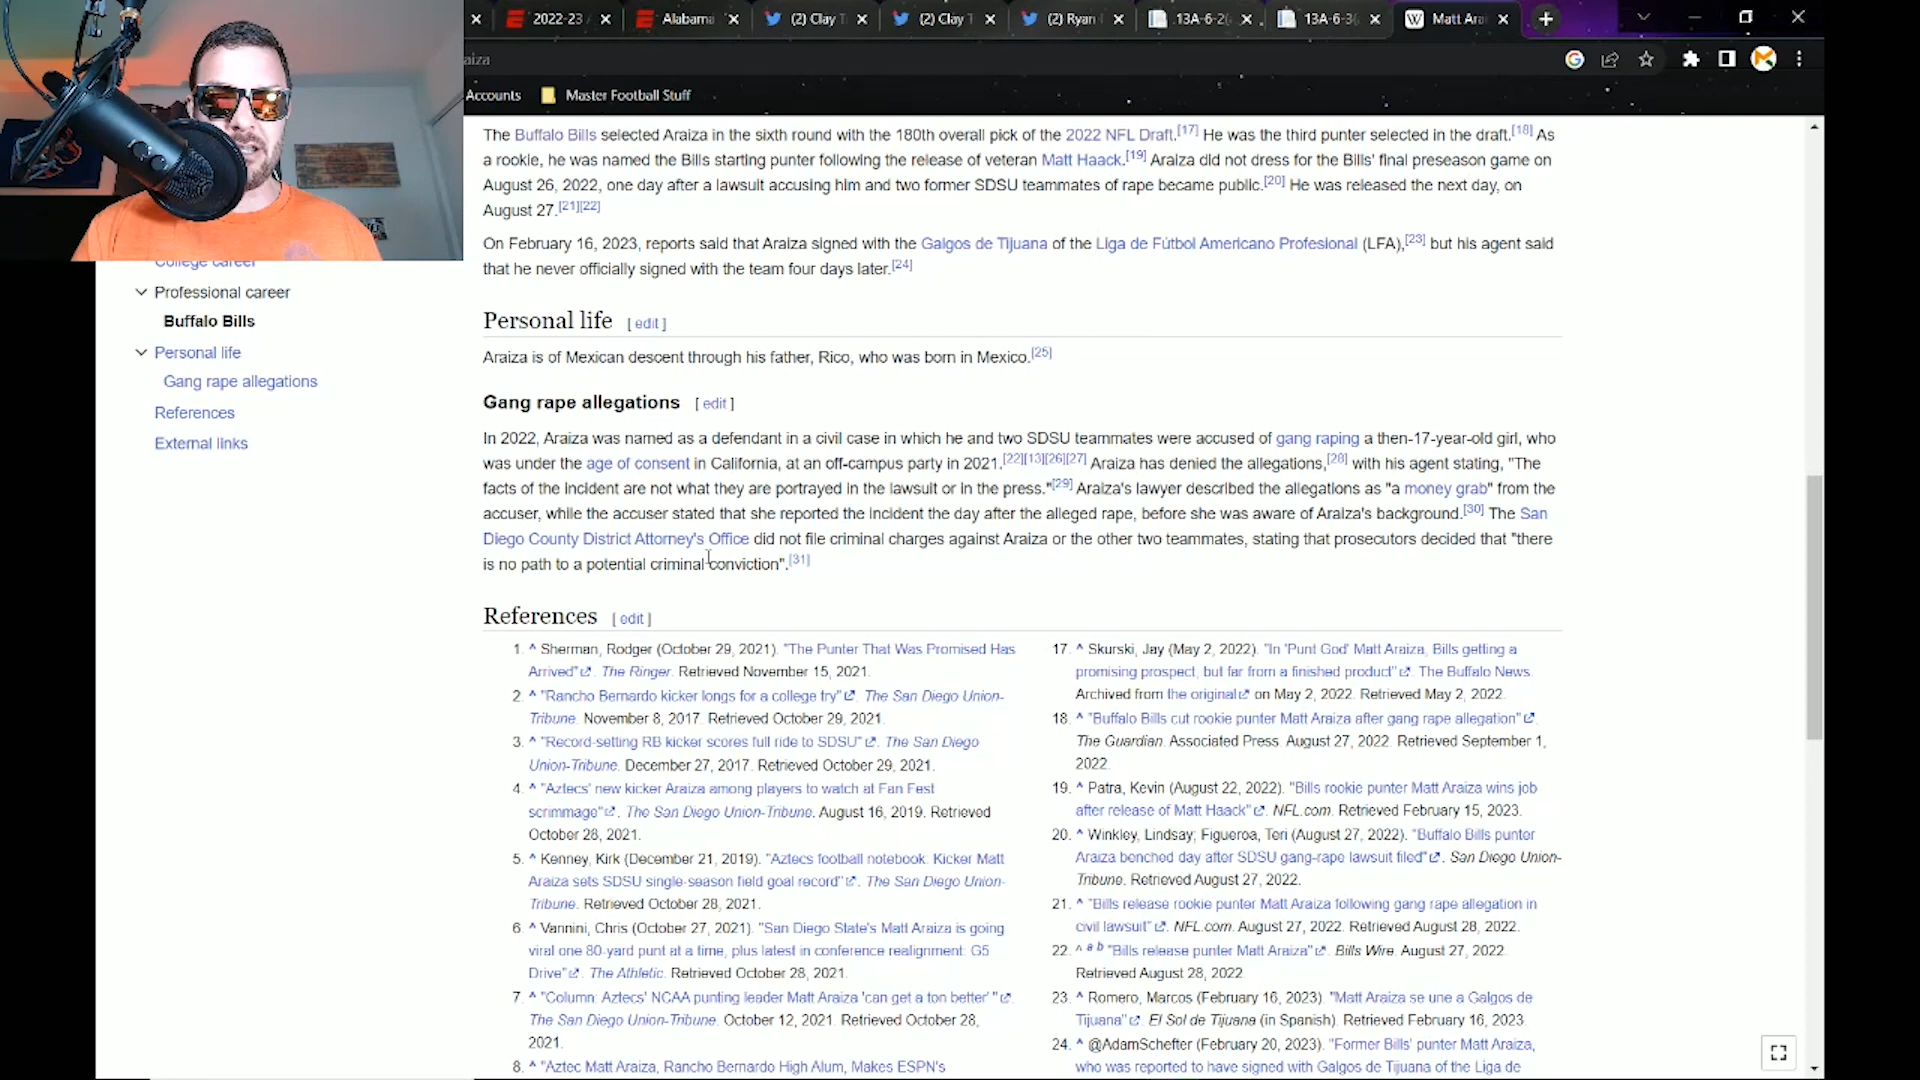 2022-23
Alabama
(2) Clay T
(2) Clay T
(2) Ryan
13A-6-2(
13A-6-3(
Matt Arai
aiza
Accounts
Master Football Stuff
The Buffalo Bills selected Araiza in the sixth round with the 180th overall pick of the 2022 NFL Draft.[17] He was the third punter selected in the draft.[18] As
a rookie, he was named the Bills starting punter following the release of veteran Matt Haack.[19] Araiza did not dress for the Bills' final preseason game on
August 26, 2022, one day after a lawsuit accusing him and two former SDSU teammates of rape became public.[20] He was released the next day, on
August 27.[21][22]
On February 16, 2023, reports said that Araiza signed with the Galgos de Tijuana of the Liga de Fútbol Americano Profesional (LFA),[23] but his agent said
that he never officially signed with the team four days later.[24]
College career
Professional career
Buffalo Bills
Personal life
Gang rape allegations
References
External links
Personal life [ edit ]
Araiza is of Mexican descent through his father, Rico, who was born in Mexico.[25]
Gang rape allegations [ edit ]
In 2022, Araiza was named as a defendant in a civil case in which he and two SDSU teammates were accused of gang raping a then-17-year-old girl, who
was under the age of consent in California, at an off-campus party in 2021.[22][13][26][27] Araiza has denied the allegations,[28] with his agent stating, "The
facts of the incident are not what they are portrayed in the lawsuit or in the press."[29] Araiza's lawyer described the allegations as "a money grab" from the
accuser, while the accuser stated that she reported the incident the day after the alleged rape, before she was aware of Araiza's background.[30] The San
Diego County District Attorney's Office did not file criminal charges against Araiza or the other two teammates, stating that prosecutors decided that "there
is no path to a potential criminal conviction".[31]
References [ edit ]
1. ^ Sherman, Rodger (October 29, 2021). "The Punter That Was Promised Has
Arrived". The Ringer. Retrieved November 15, 2021.
2. ^ "Rancho Bernardo kicker longs for a college try". The San Diego Union-
Tribune. November 8, 2017. Retrieved October 29, 2021.
3. ^ "Record-setting RB kicker scores full ride to SDSU". The San Diego
Union-Tribune. December 27, 2017. Retrieved October 29, 2021.
4. ^ "Aztecs' new kicker Araiza among players to watch at Fan Fest
scrimmage". The San Diego Union-Tribune. August 16, 2019. Retrieved
October 28, 2021.
5. ^ Kenney, Kirk (December 21, 2019). "Aztecs football notebook: Kicker Matt
Araiza sets SDSU single-season field goal record". The San Diego Union-
Tribune. Retrieved October 28, 2021.
6. ^ Vannini, Chris (October 27, 2021). "San Diego State's Matt Araiza is going
viral one 80-yard punt at a time, plus latest in conference realignment: G5
Drive". The Athletic. Retrieved October 28, 2021.
7. ^ "Column: Aztecs' NCAA punting leader Matt Araiza 'can get a ton better' ".
The San Diego Union-Tribune. October 12, 2021. Retrieved October 28,
2021.
8. ^ "Aztec Matt Araiza, Rancho Bernardo High Alum, Makes ESPN's
17. ^ Skurski, Jay (May 2, 2022). "In 'Punt God' Matt Araiza, Bills getting a
promising prospect, but far from a finished product". The Buffalo News.
Archived from the original on May 2, 2022. Retrieved May 2, 2022.
18. ^ "Buffalo Bills cut rookie punter Matt Araiza after gang rape allegation".
The Guardian. Associated Press. August 27, 2022. Retrieved September 1,
2022.
19. ^ Patra, Kevin (August 22, 2022). "Bills rookie punter Matt Araiza wins job
after release of Matt Haack". NFL.com. Retrieved February 15, 2023.
20. ^ Winkley, Lindsay; Figueroa, Teri (August 27, 2022). "Buffalo Bills punter
Araiza benched day after SDSU gang-rape lawsuit filed". San Diego Union-
Tribune. Retrieved August 27, 2022.
21. ^ "Bills release rookie punter Matt Araiza following gang rape allegation in
civil lawsuit". NFL.com. August 27, 2022. Retrieved August 28, 2022.
22. ^ a b "Bills release punter Matt Araiza". Bills Wire. August 27, 2022.
Retrieved August 28, 2022.
23. ^ Romero, Marcos (February 16, 2023). "Matt Araiza se une a Galgos de
Tijuana". El Sol de Tijuana (in Spanish). Retrieved February 16, 2023.
24. ^ @AdamSchefter (February 20, 2023). "Former Bills' punter Matt Araiza,
who was reported to have signed with Galgos de Tijuana of the Liga de